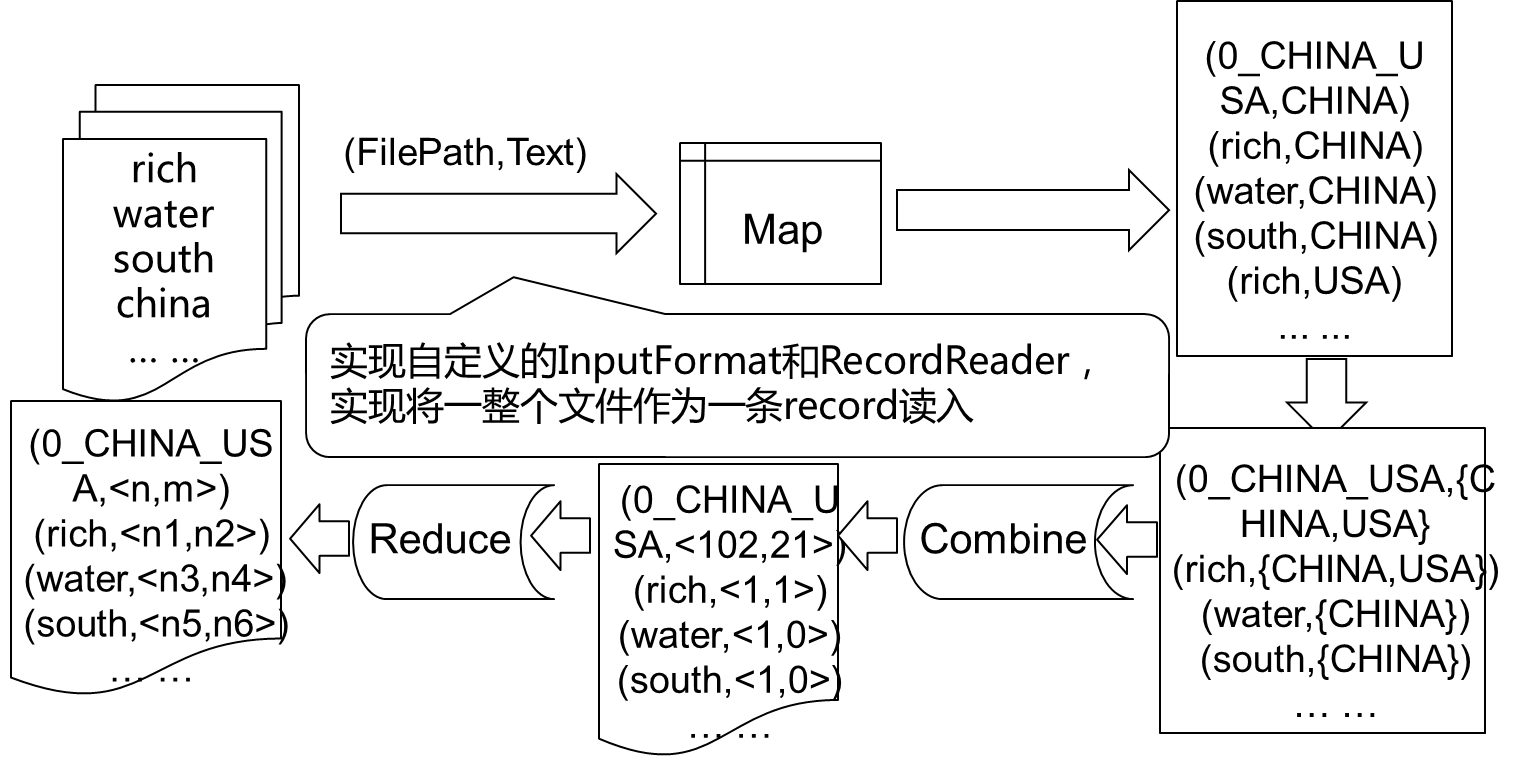 rich
water
south
china
... ...
(FilePath,Text)
Map
(0_CHINA_U
SA,CHINA)
(rich,CHINA)
(water,CHINA)
(south,CHINA)
(rich,USA)
... ...
实现自定义的InputFormat和RecordReader，
实现将一整个文件作为一条record读入
(0_CHINA_USA,{C
HINA,USA}
(rich,{CHINA,USA})
(water,{CHINA})
(south,{CHINA})
... ...
Combine
(0_CHINA_U
SA,<102,21>)
(rich,<1,1>)
(water,<1,0>)
(south,<1,0>)
... ...
Reduce
(0_CHINA_US
A,<n,m>)
(rich,<n1,n2>)
(water,<n3,n4>)
(south,<n5,n6>)
... ...